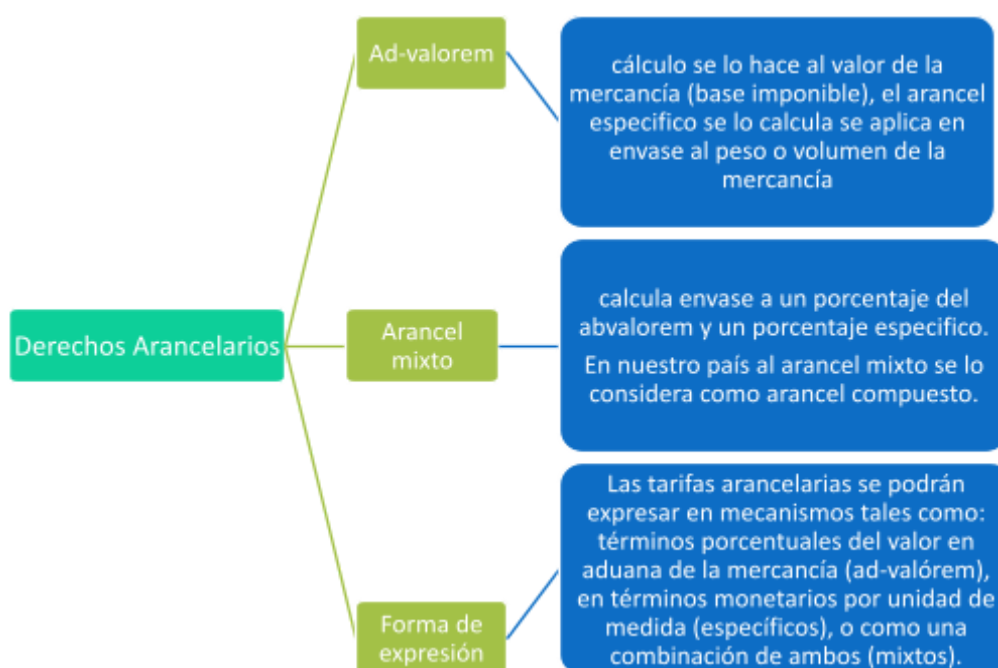 Derechos Arancelarios
Ad-valorem
cálculo se lo hace al valor de la
mercancía (base imponible), el arancel
especifico se lo calcula se aplica en
envase al peso o volumen de la
mercancía
Arancel
mixto
calcula envase a un porcentaje del
abvalorem y un porcentaje especifico.
En nuestro país al arancel mixto se lo
considera como arancel compuesto.
Forma de
expresión
Las tarifas arancelarias se podrán
expresar en mecanismos tales como:
términos porcentuales del valor en
aduana de la mercancía (ad-valórem),
en términos monetarios por unidad de
medida (específicos), o como una
combinación de ambos (mixtos).